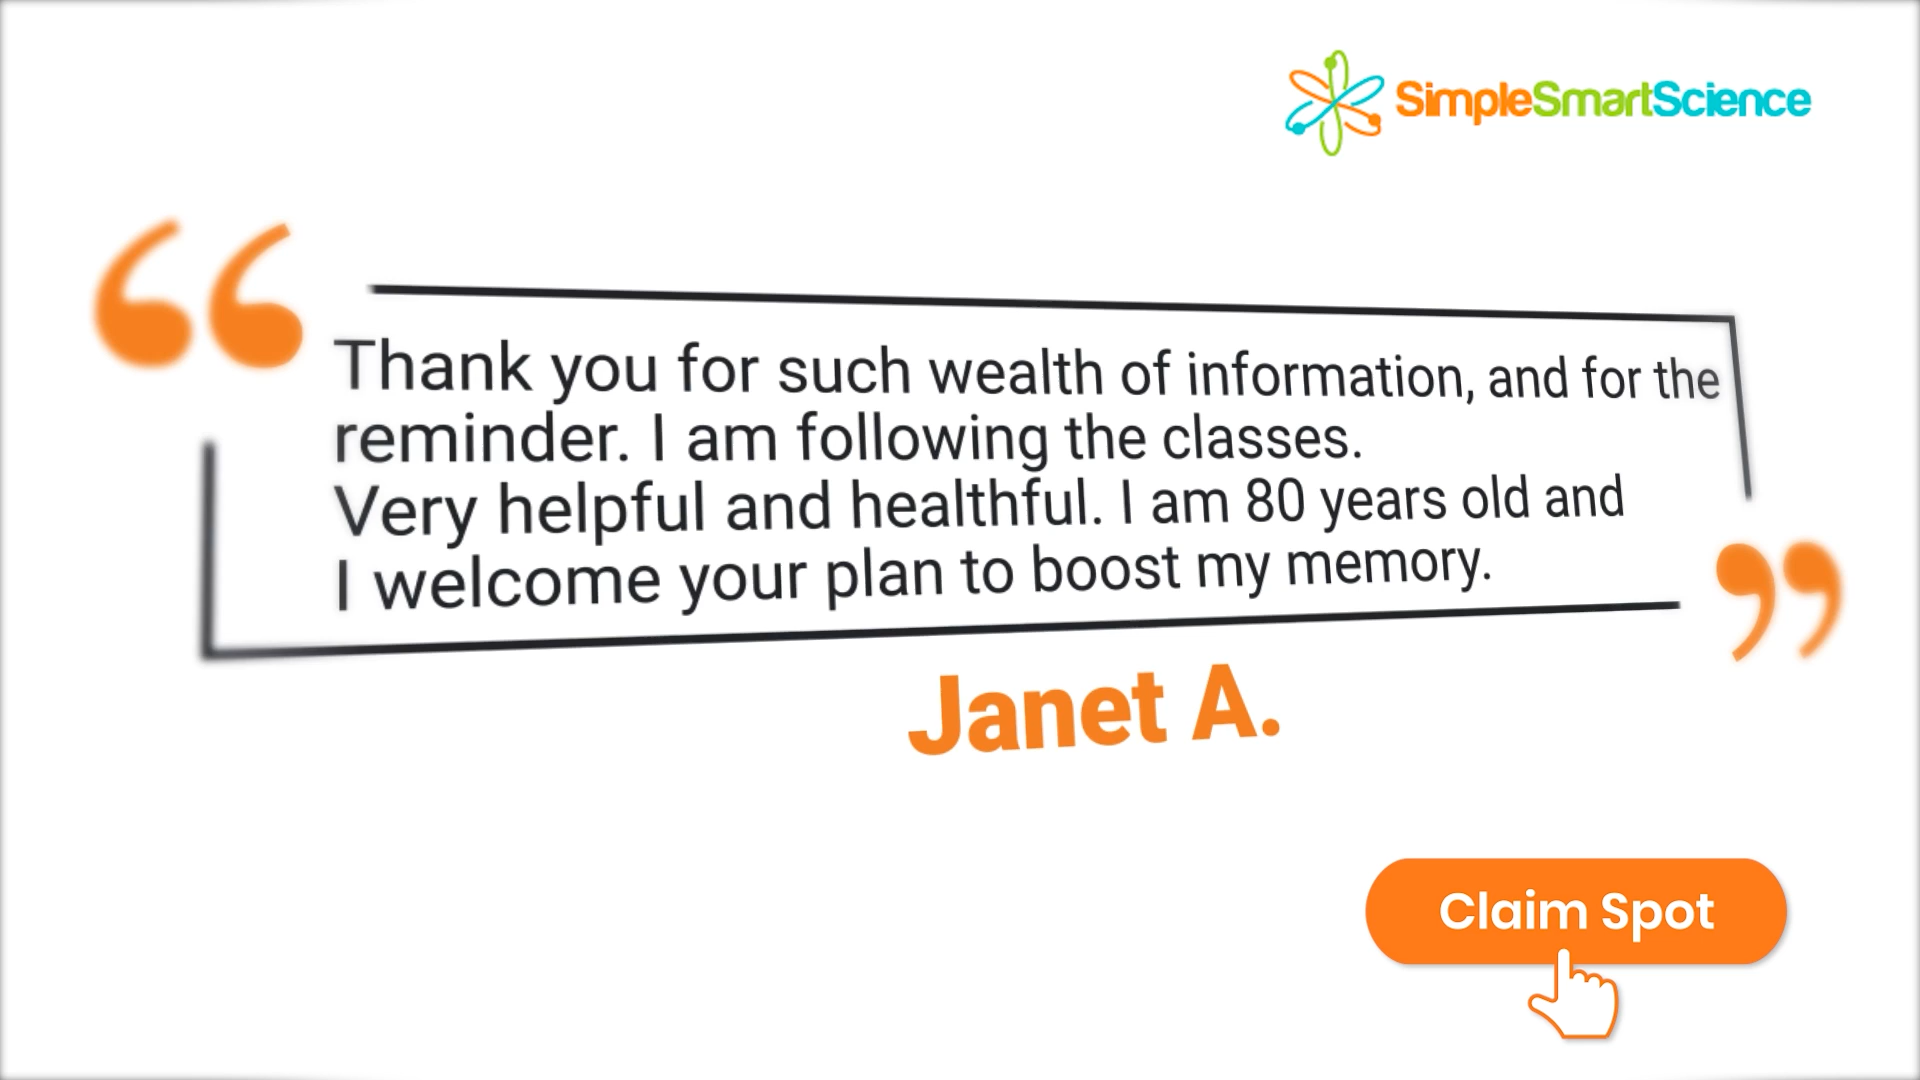 SimpleSmartScience
Thank you for such wealth of information, and for the
reminder. I am following the classes.
Very helpful and healthful. I am 80 years old and
I welcome your plan to boost my memory.
Janet A.
Claim Spot